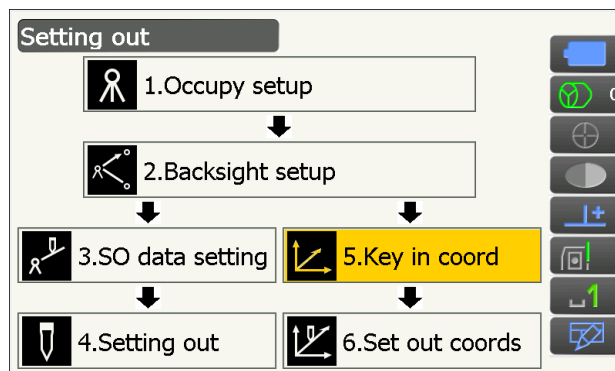 Setting out
1.Occupy setup
2.Backsight setup
3.SO data setting
5.Key in coord
4.Setting out
6.Set out coords
1